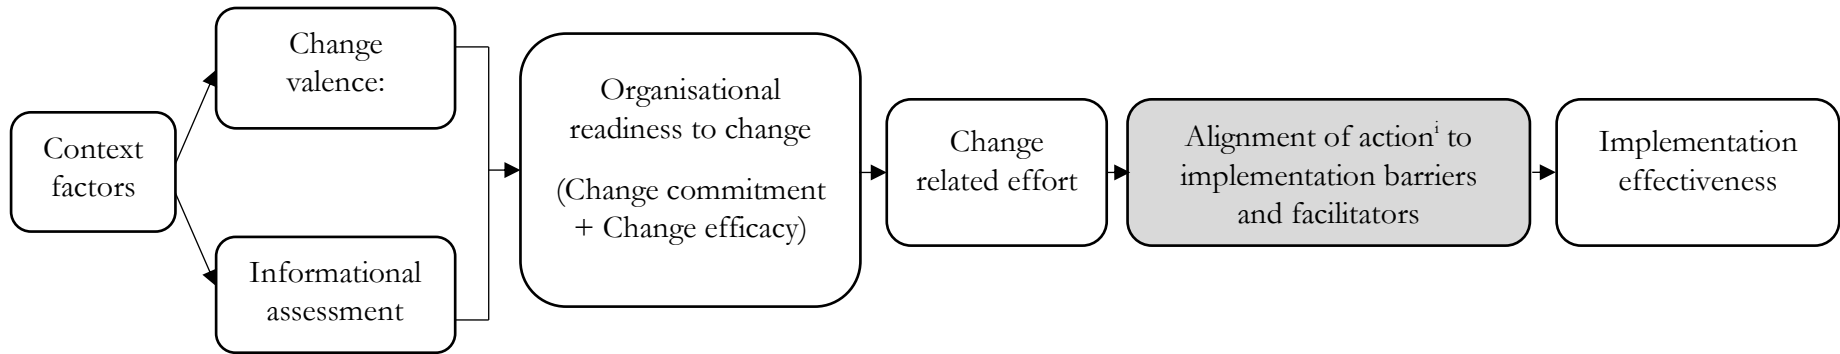 Context
factors
Change
valence:
Informational
assessment
Organisational
readiness to change
(Change commitment
+ Change efficacy)
Change
related effort
Alignment of actionⁱ to
implementation barriers
and facilitators
Implementation
effectiveness